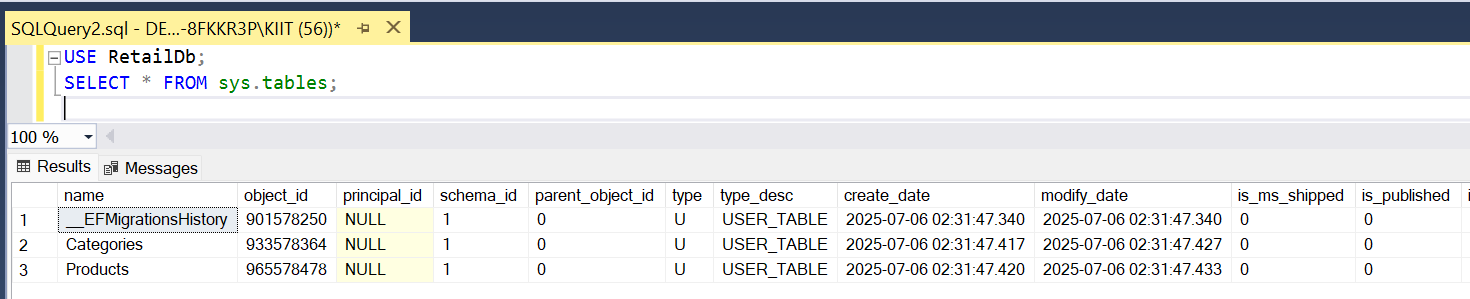 SQLQuery2.sql - DE...-8FKKR3P\KIIT (56))*
USE RetailDb;
SELECT * FROM sys.tables;
100 %
Results Messages
name object_id principal_id schema_id parent_object_id type type_desc create_date modify_date is_ms_shipped is_published i
1 __EFMigrationsHistory 901578250 NULL 1 0 U USER_TABLE 2025-07-06 02:31:47.340 2025-07-06 02:31:47.340 0 0
2 Categories 933578364 NULL 1 0 U USER_TABLE 2025-07-06 02:31:47.417 2025-07-06 02:31:47.427 0 0
3 Products 965578478 NULL 1 0 U USER_TABLE 2025-07-06 02:31:47.420 2025-07-06 02:31:47.433 0 0